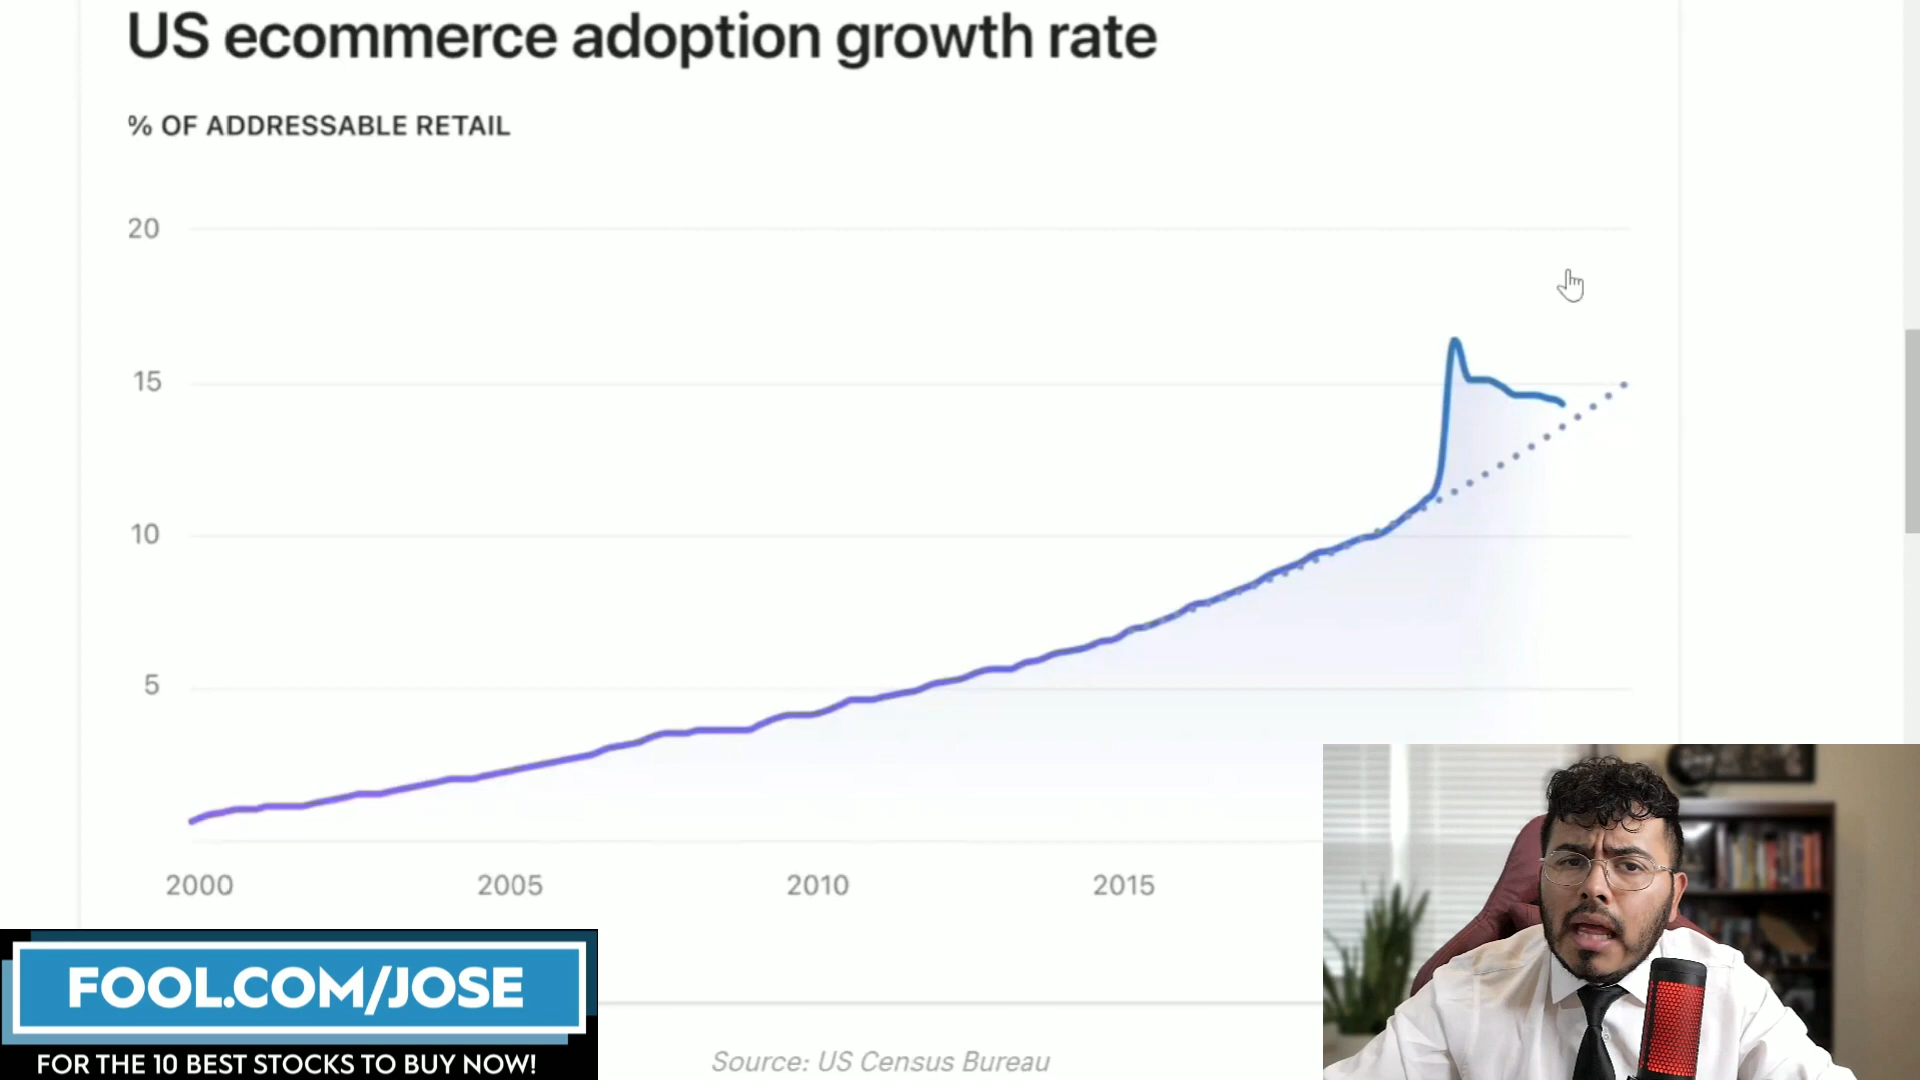 US ecommerce adoption growth rate
% OF ADDRESSABLE RETAIL
20
15
10
5
2000 2005 2010 2015
FOOL.COM/JOSE
FOR THE 10 BEST STOCKS TO BUY NOW!
Source: US Census Bureau